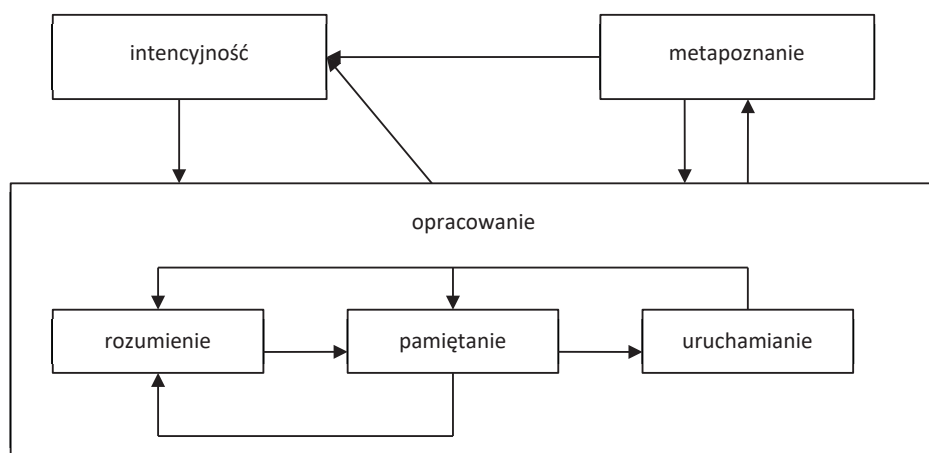 intencyjność
metapoznanie
opracowanie
rozumienie
pamiętanie
uruchamianie